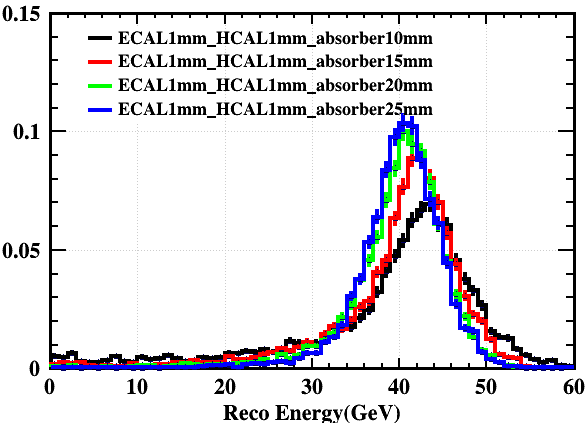 0.15
ECAL1mm_HCAL1mm_absorber10mm
ECAL1mm_HCAL1mm_absorber15mm
ECAL1mm_HCAL1mm_absorber20mm
ECAL1mm_HCAL1mm_absorber25mm
0.1
0.05
0
0 10 20 30 40 50 60
Reco Energy(GeV)